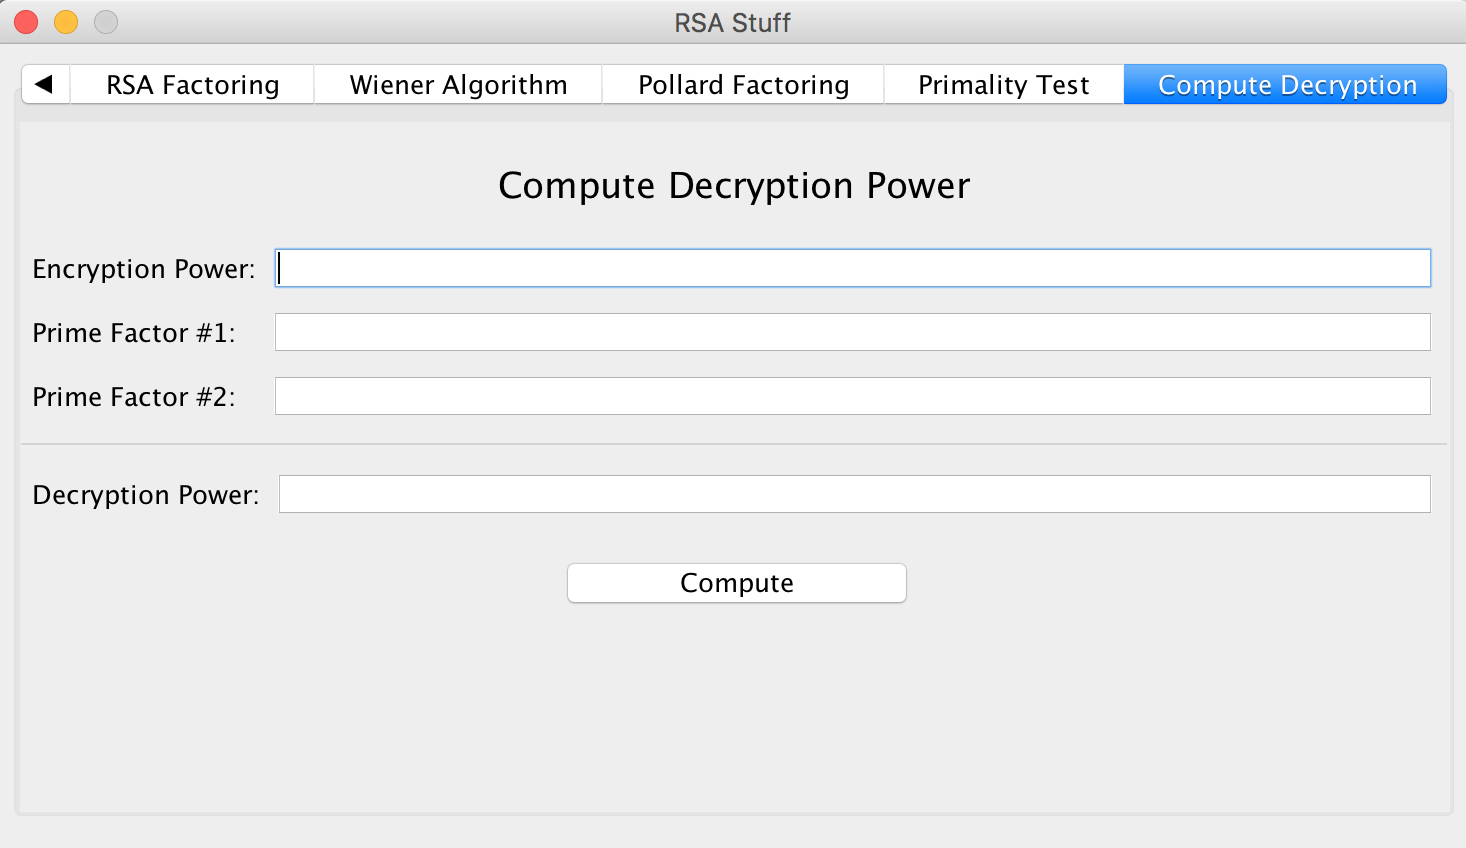 RSA Stuff
◀ RSA Factoring Wiener Algorithm Pollard Factoring Primality Test Compute Decryption
Compute Decryption Power
Encryption Power:
Prime Factor #1:
Prime Factor #2:
Decryption Power:
Compute